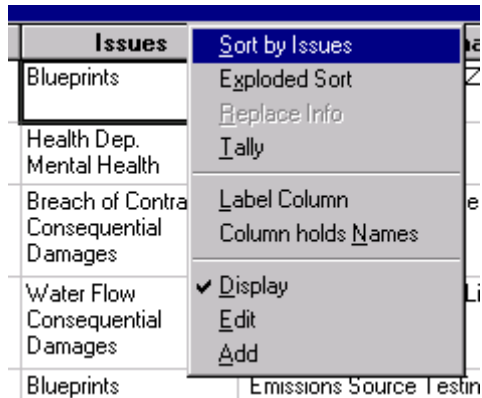 Issues
Sort by Issues
Blueprints
Exploded Sort
Replace Info
Health Dep.
Mental Health
Tally
Breach of Contra
Consequential
Damages
Label Column
Column holds Names
Water Flow
Consequential
Damages
Display
Edit
Add
Blueprints
Emissions Source Testin